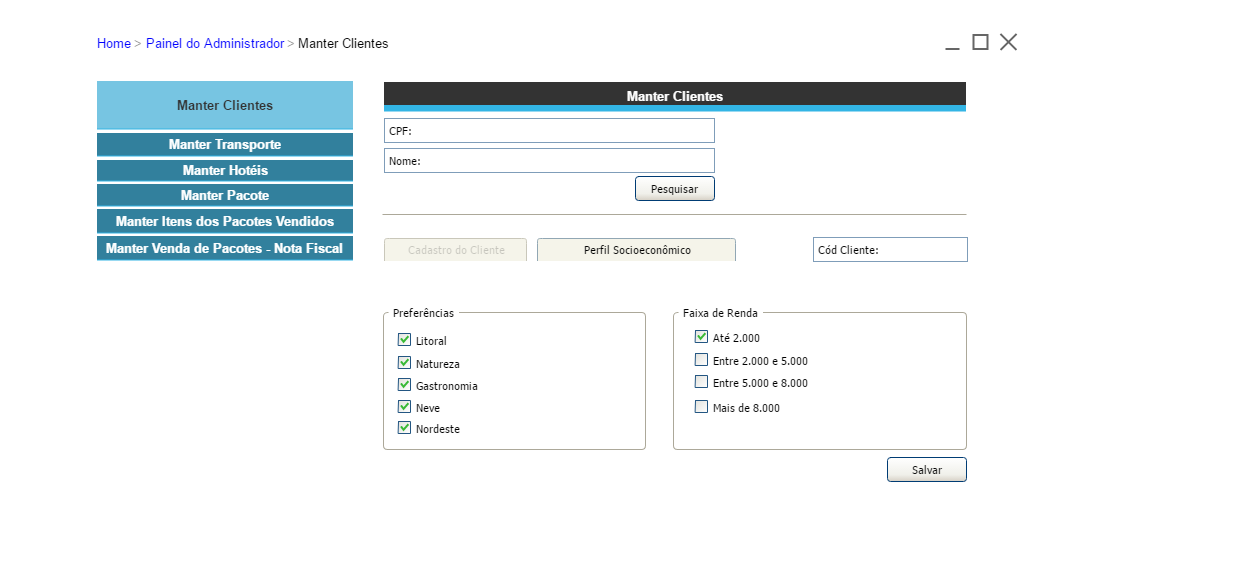 Home > Painel do Administrador > Manter Clientes
Manter Clientes
Manter Transporte
Manter Hotéis
Manter Pacote
Manter Itens dos Pacotes Vendidos
Manter Venda de Pacotes - Nota Fiscal
Manter Clientes
CPF:
Nome:
Pesquisar
Cadastro do Cliente
Perfil Socioeconômico
Cód Cliente:
Preferências
Litoral
Natureza
Gastronomia
Neve
Nordeste
Faixa de Renda
Até 2.000
Entre 2.000 e 5.000
Entre 5.000 e 8.000
Mais de 8.000
Salvar